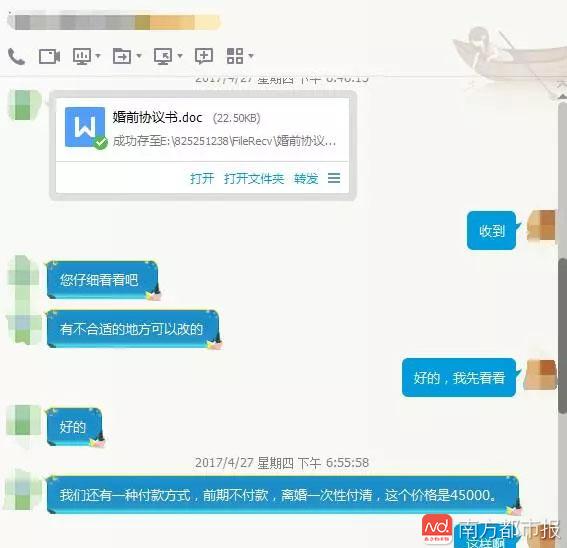 2017/4/27 星期四 下午 6:48:15
婚前协议书.doc (22.50KB)
成功存至E:\825251238\FileRecv\婚前协议...
打开 打开文件夹 转发
收到
您仔细看看吧
有不合适的地方可以改的
好的，我先看看
好的
2017/4/27 星期四 下午 6:55:58
我们还有一种付款方式，前期不付款，离婚一次性付清，这个价格是45000。
这样啊
南方都市报